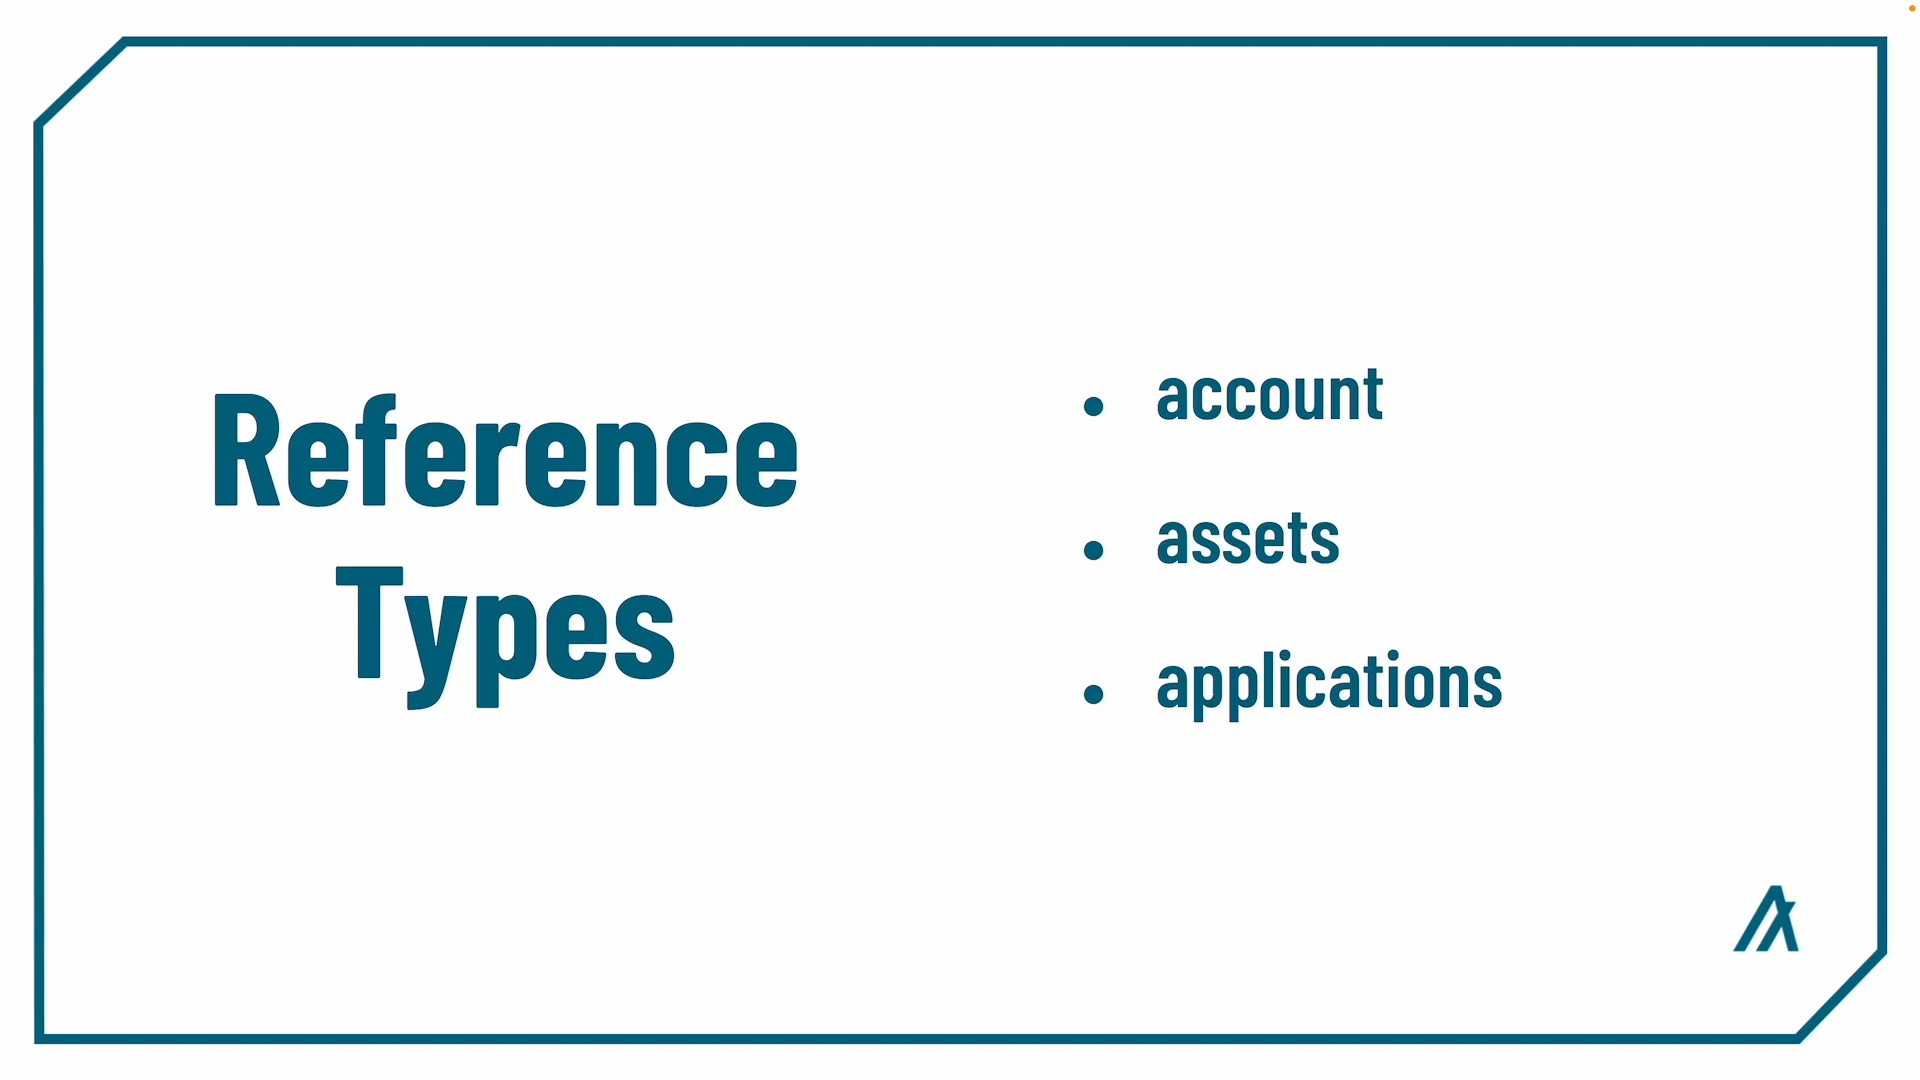 Reference
Types
• account
• assets
• applications